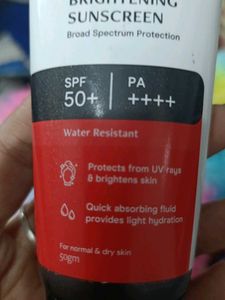 BRIGHTENING
SUNSCREEN
Broad Spectrum Protection
SPF
50+
PA
++++
Water Resistant
Protects from UV rays
& brightens skin
Quick absorbing fluid
provides light hydration
For normal & dry skin
50gm